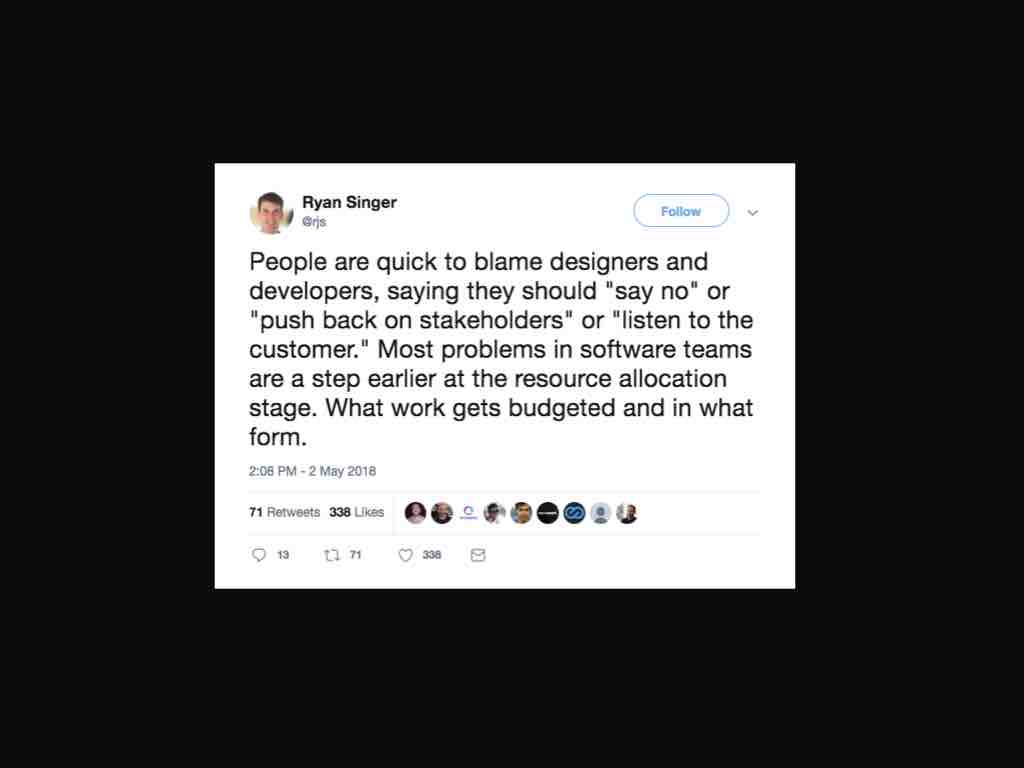 Ryan Singer
@rjs
Follow
People are quick to blame designers and
developers, saying they should "say no" or
"push back on stakeholders" or "listen to the
customer." Most problems in software teams
are a step earlier at the resource allocation
stage. What work gets budgeted and in what
form.
2:08 PM - 2 May 2018
71 Retweets 338 Likes
13 71 338